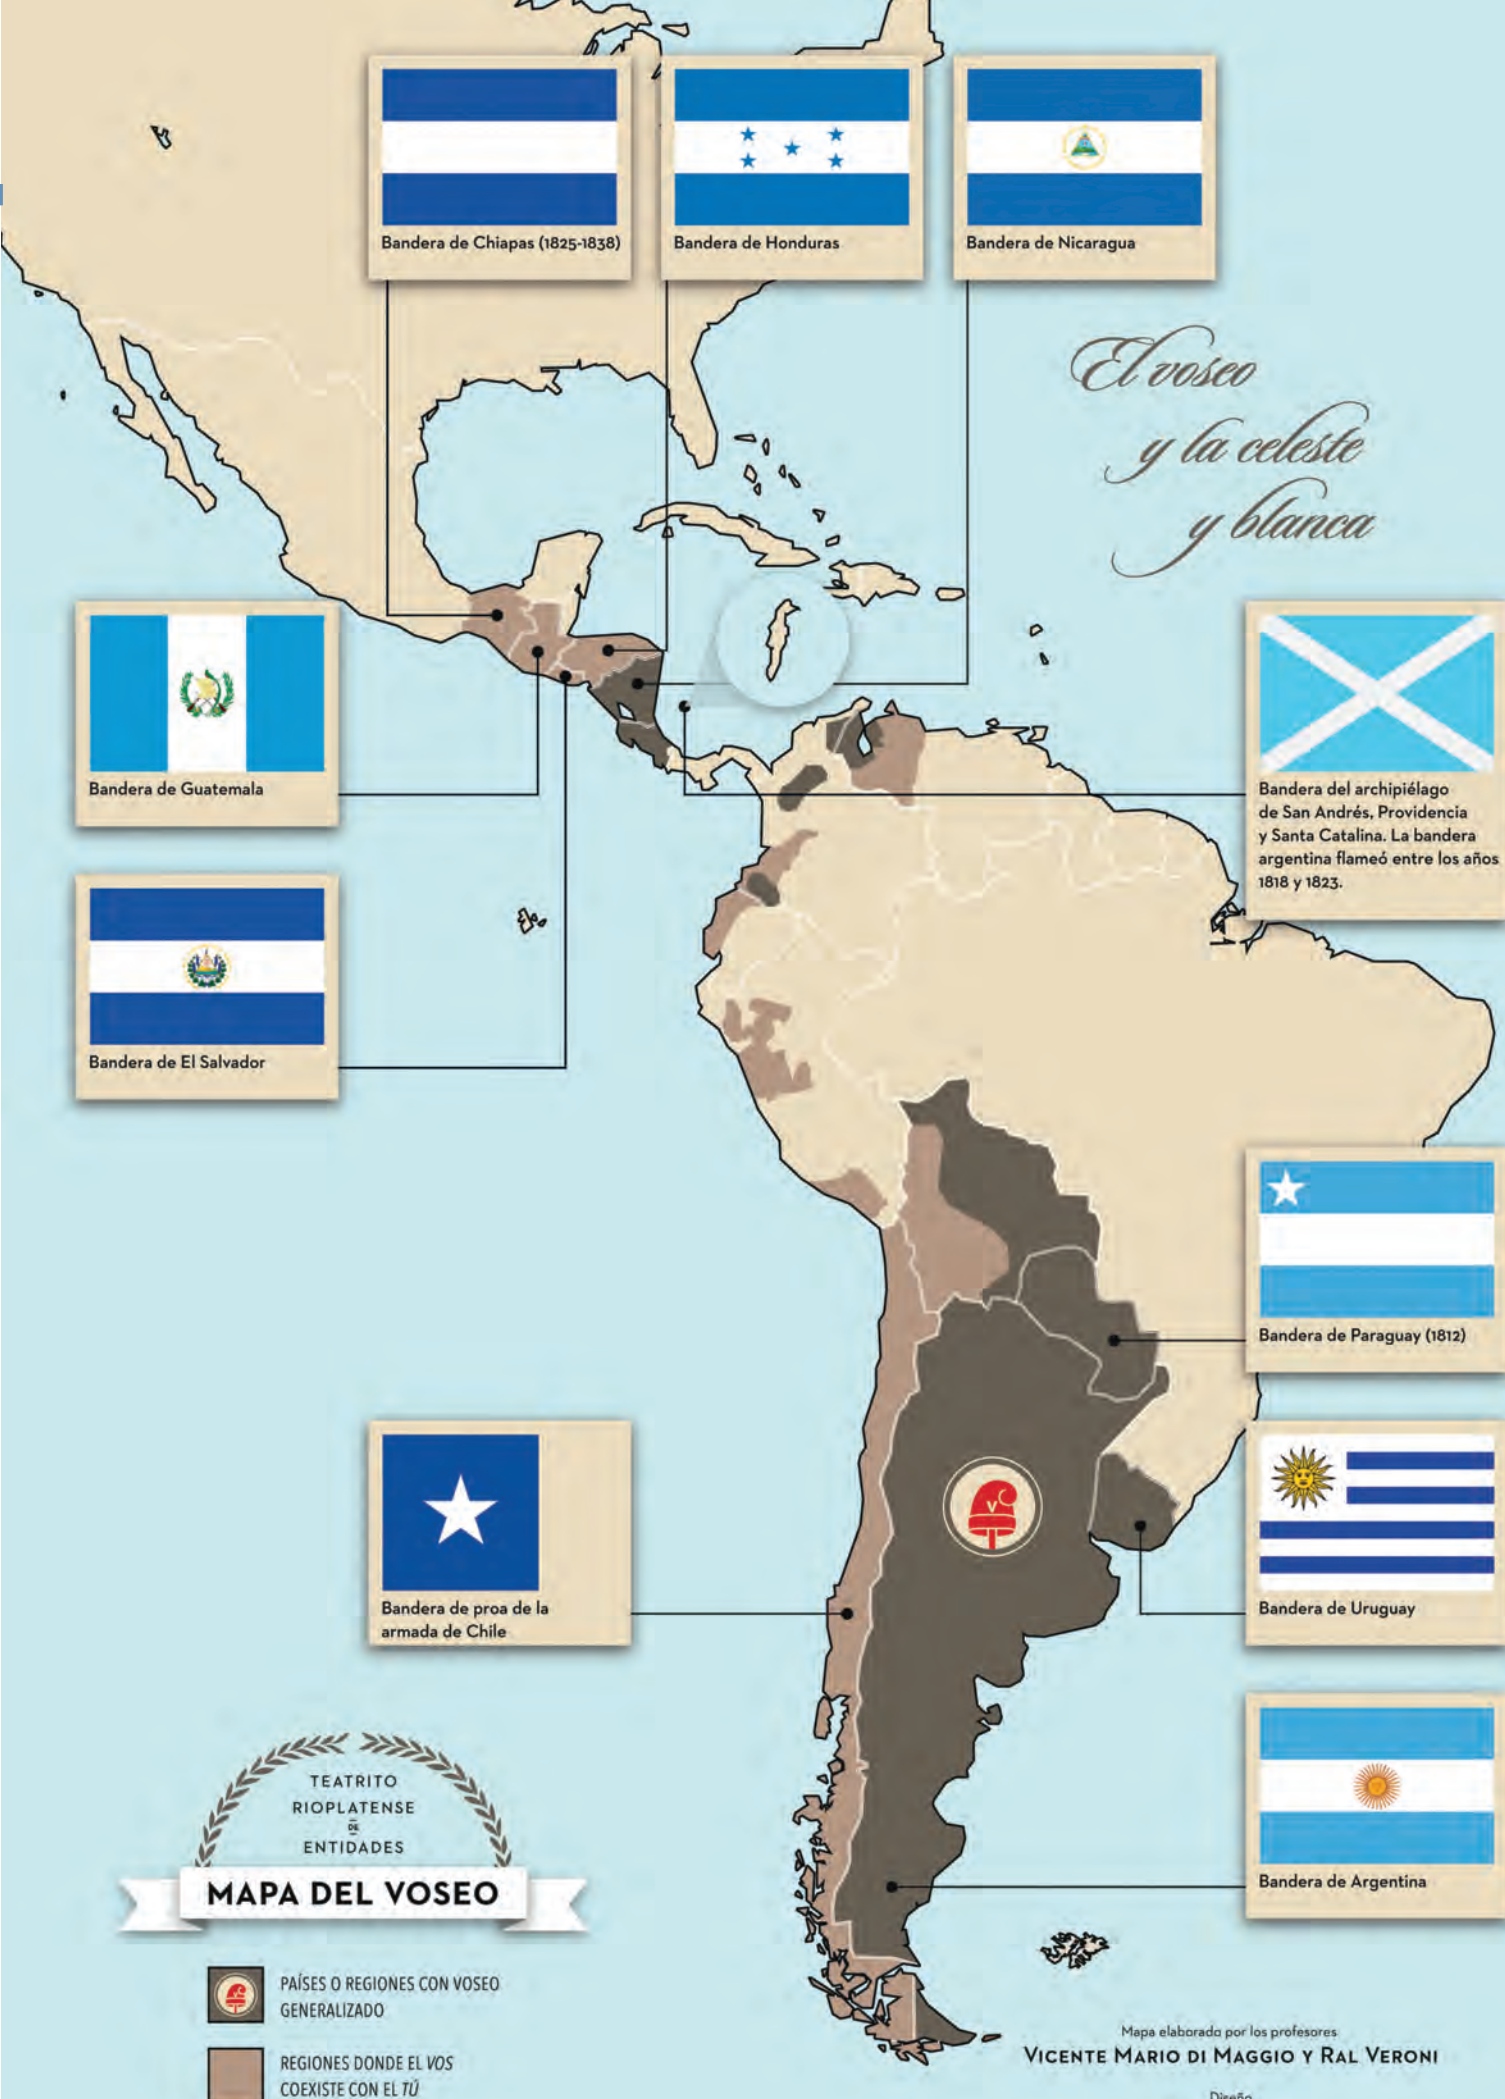 Bandera de Chiapas (1825-1838)
Bandera de Honduras
Bandera de Nicaragua
El voseo
y la celeste
y blanca
Bandera de Guatemala
Bandera del archipiélago
de San Andrés, Providencia
y Santa Catalina. La bandera
argentina flameó entre los años
1818 y 1823.
Bandera de El Salvador
Bandera de Paraguay (1812)
V
Bandera de proa de la
armada de Chile
Bandera de Uruguay
Bandera de Argentina
TEATRITO
RIOPLATENSE
DE
ENTIDADES
MAPA DEL VOSEO
PAÍSES O REGIONES CON VOSEO
GENERALIZADO
REGIONES DONDE EL VOS
COEXISTE CON EL TÚ
Mapa elaborado por los profesores
VICENTE MARIO DI MAGGIO Y RAL VERONI
Diseño